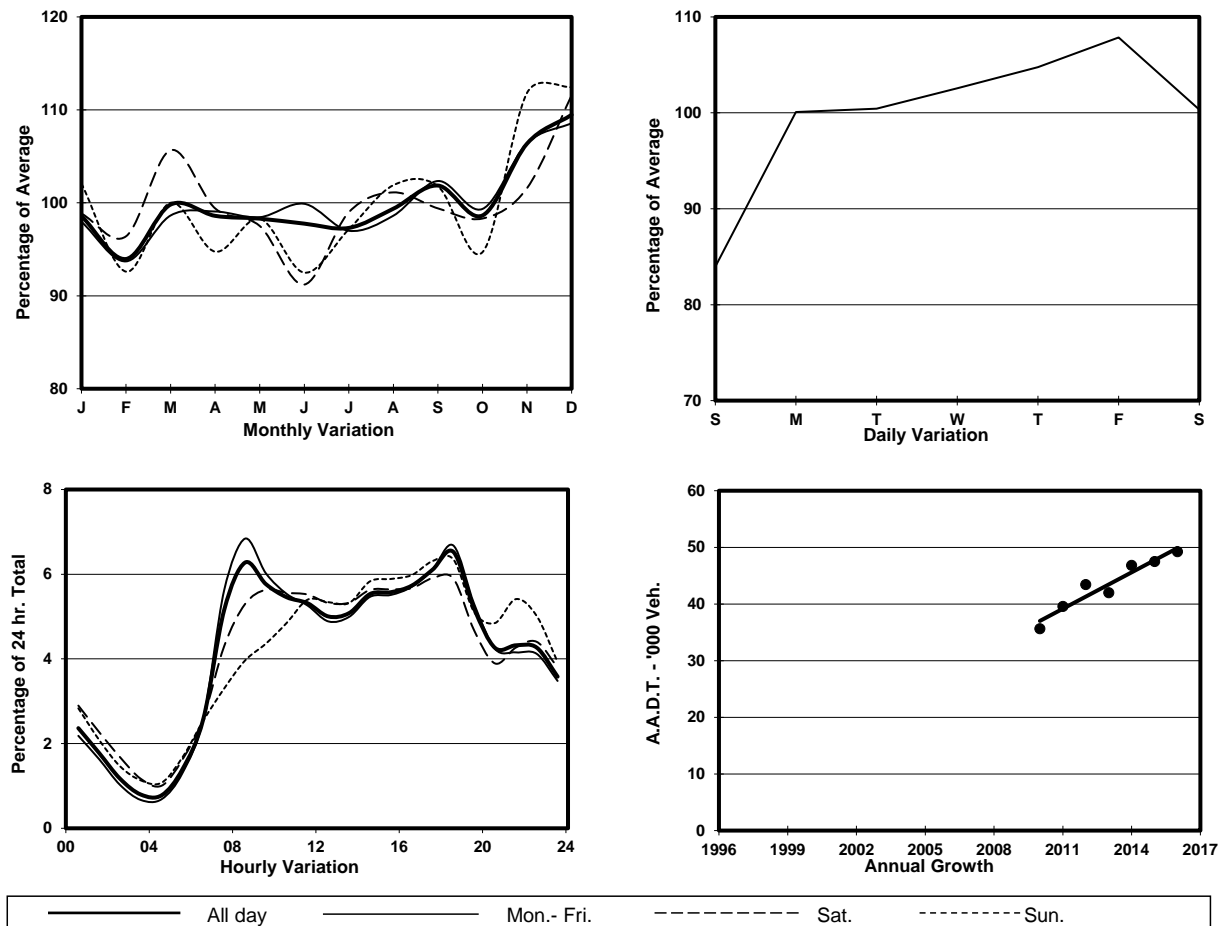 120
110
100
90
80
Percentage of Average
J F M A M J J A S O N D
Monthly Variation
110
100
90
80
70
Percentage of Average
S M T W T F S
Daily Variation
8
6
4
2
0
Percentage of 24 hr. Total
00 04 08 12 16 20 24
Hourly Variation
60
50
40
30
20
10
0
A.A.D.T. - '000 Veh.
1996 1999 2002 2005 2008 2011 2014 2017
Annual Growth
All day Mon.- Fri. Sat. Sun.